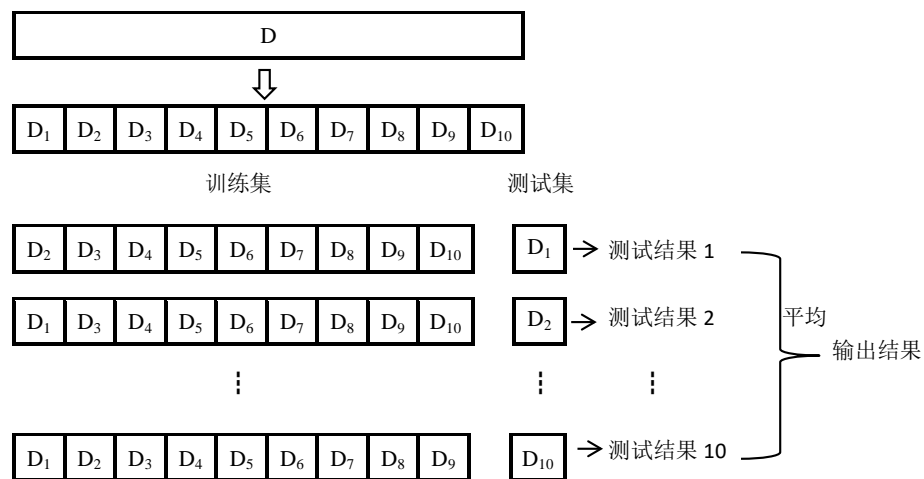 D
D₁ D₂ D₃ D₄ D₅ D₆ D₇ D₈ D₉ D₁₀
训练集 测试集
D₂ D₃ D₄ D₅ D₆ D₇ D₈ D₉ D₁₀ D₁ 测试结果 1
D₁ D₃ D₄ D₅ D₆ D₇ D₈ D₉ D₁₀ D₂ 测试结果 2
平均
输出结果
D₁ D₂ D₃ D₄ D₅ D₆ D₇ D₈ D₉ D₁₀ 测试结果 10